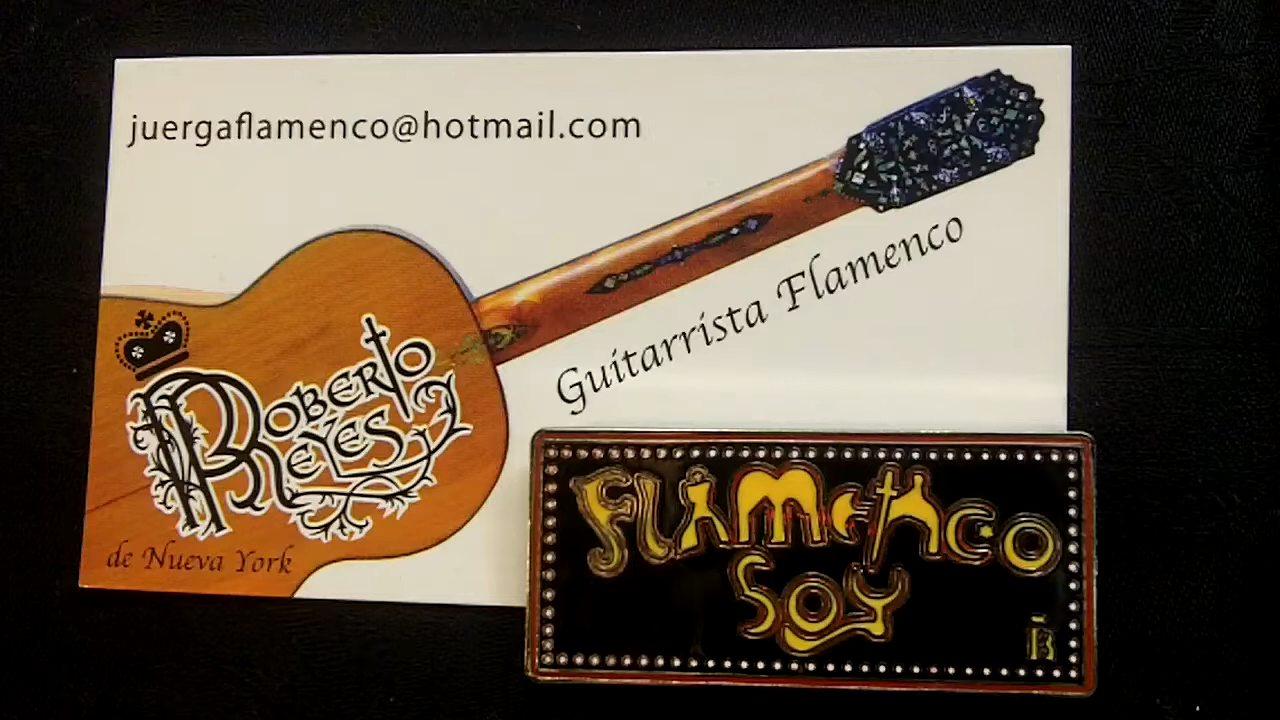 juergaflamenco@hotmail.com
Guitarrista Flamenco
ROBERTO
REYES
de Nueva York
FLAMENCO
SOY